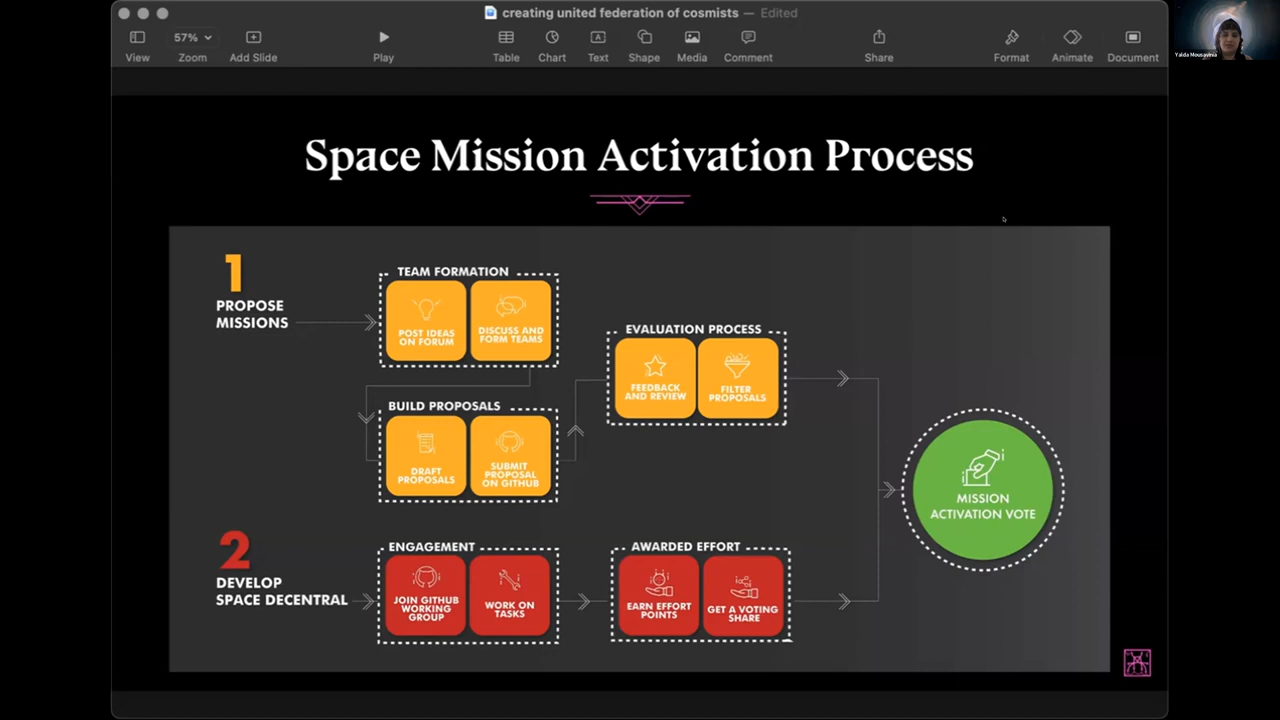 creating united federation of cosmists — Edited
57%
View
Zoom
Add Slide
Play
Table
Chart
Text
Shape
Media
Comment
Share
Format
Animate
Document
Yalda Mousavinia
Space Mission Activation Process
1
PROPOSE
MISSIONS
TEAM FORMATION
POST IDEAS
ON FORUM
DISCUSS AND
FORM TEAMS
BUILD PROPOSALS
DRAFT
PROPOSALS
SUBMIT
PROPOSAL
ON GITHUB
EVALUATION PROCESS
FEEDBACK
AND REVIEW
FILTER
PROPOSALS
2
DEVELOP
SPACE DECENTRAL
ENGAGEMENT
JOIN GITHUB
WORKING
GROUP
WORK ON
TASKS
AWARDED EFFORT
EARN EFFORT
POINTS
GET A VOTING
SHARE
MISSION
ACTIVATION VOTE